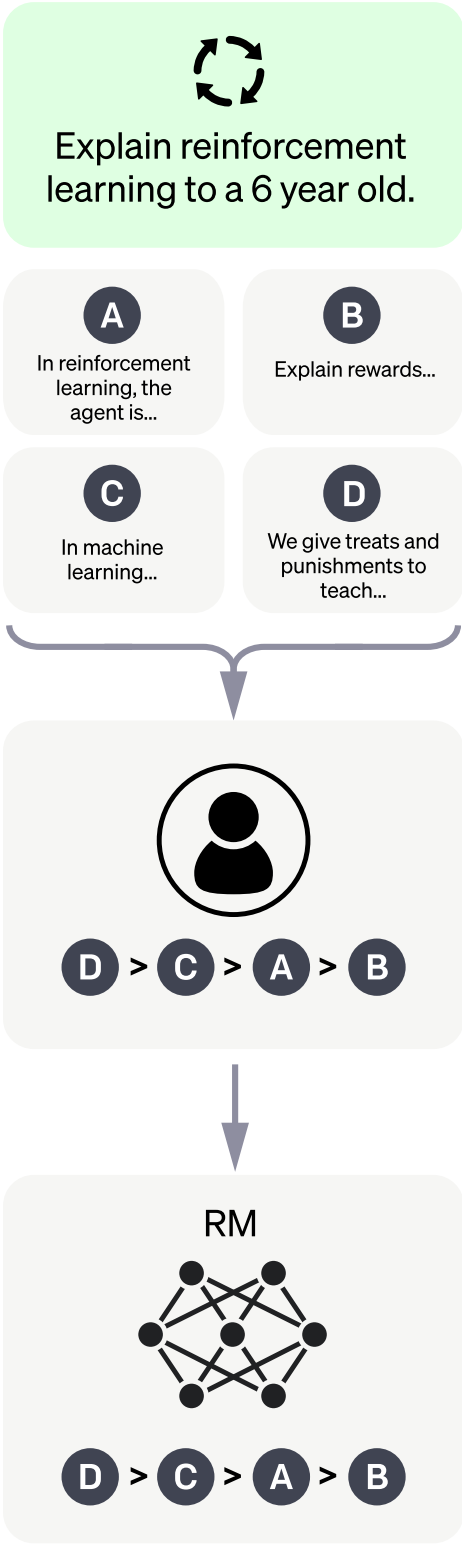 Explain reinforcement
learning to a 6 year old.
A
In reinforcement
learning, the
agent is...
B
Explain rewards...
C
In machine
learning...
D
We give treats and
punishments to
teach...
D > C > A > B
RM
D > C > A > B